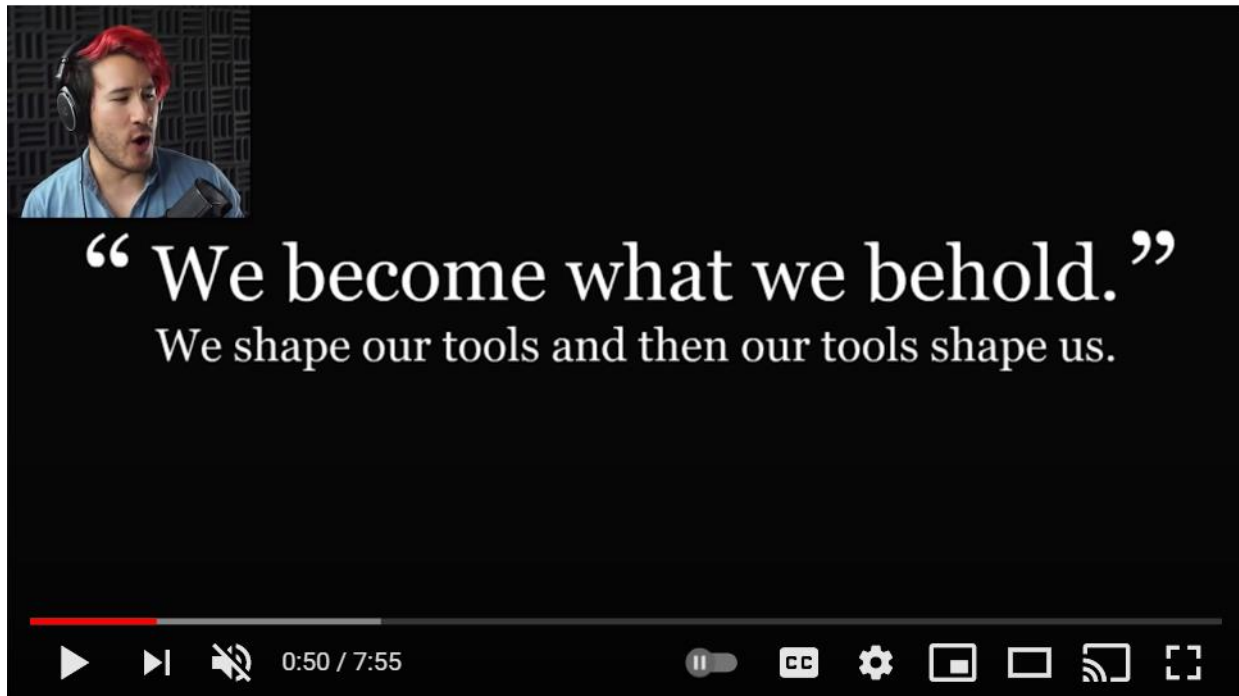 “ We become what we behold. ”
We shape our tools and then our tools shape us.
0:50 / 7:55
CC